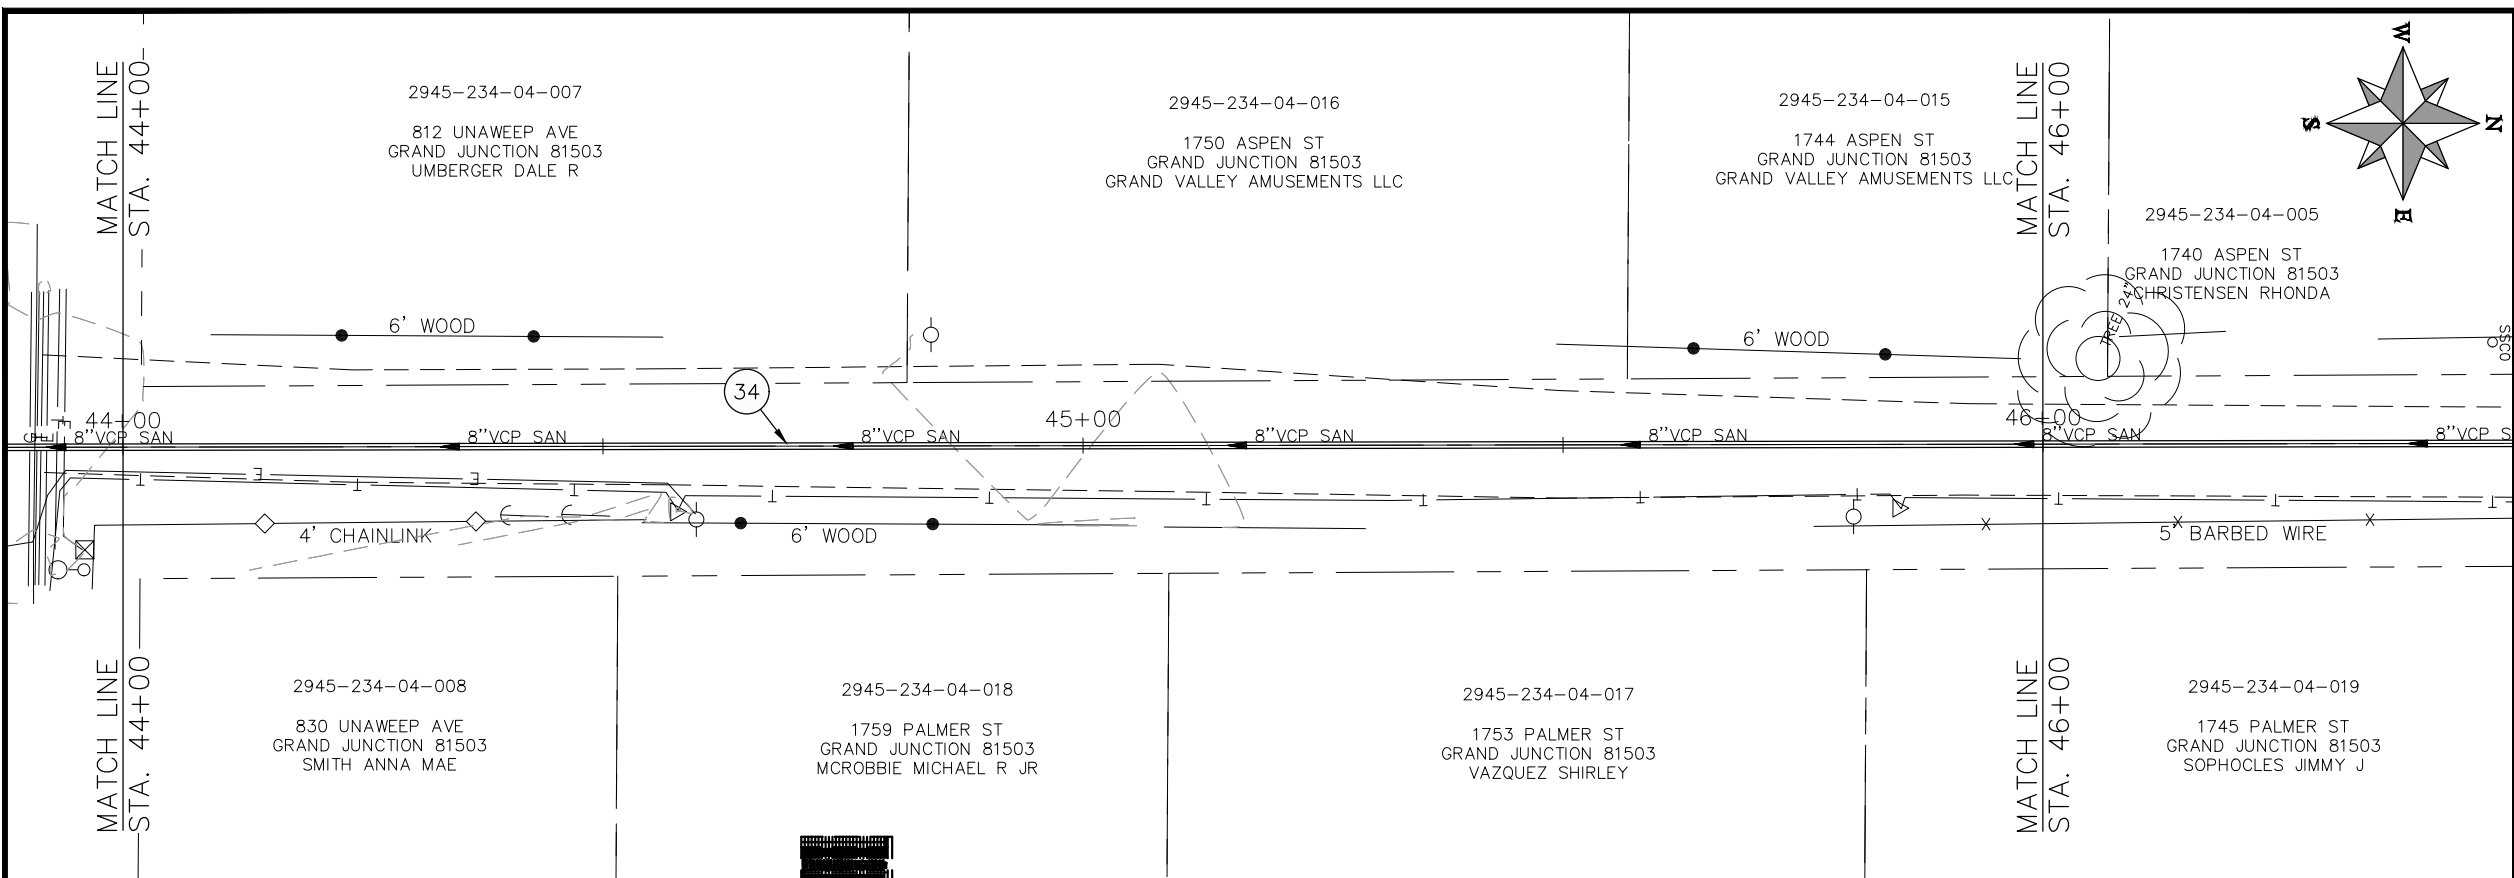 MATCH LINE
STA. 44+00
2945-234-04-007
812 UNAWEEP AVE
GRAND JUNCTION 81503
UMBERGER DALE R
2945-234-04-016
1750 ASPEN ST
GRAND JUNCTION 81503
GRAND VALLEY AMUSEMENTS LLC
2945-234-04-015
1744 ASPEN ST
GRAND JUNCTION 81503
GRAND VALLEY AMUSEMENTS LLC
MATCH LINE
STA. 46+00
2945-234-04-005
1740 ASPEN ST
GRAND JUNCTION 81503
CHRISTENSEN RHONDA
W
N
S
E
6' WOOD
6' WOOD
TREE 24"
SSCO
34
44+00
45+00
46+00
8"VCP SAN
8"VCP SAN
8"VCP SAN
8"VCP SAN
8"VCP SAN
8"VCP SAN
8"VCP S
E
E
T
T
T
T
T
T
T
T
T
T
T
T
4' CHAINLINK
6' WOOD
5' BARBED WIRE
MATCH LINE
STA. 44+00
2945-234-04-008
830 UNAWEEP AVE
GRAND JUNCTION 81503
SMITH ANNA MAE
2945-234-04-018
1759 PALMER ST
GRAND JUNCTION 81503
MCROBBIE MICHAEL R JR
2945-234-04-017
1753 PALMER ST
GRAND JUNCTION 81503
VAZQUEZ SHIRLEY
MATCH LINE
STA. 46+00
2945-234-04-019
1745 PALMER ST
GRAND JUNCTION 81503
SOPHOCLES JIMMY J